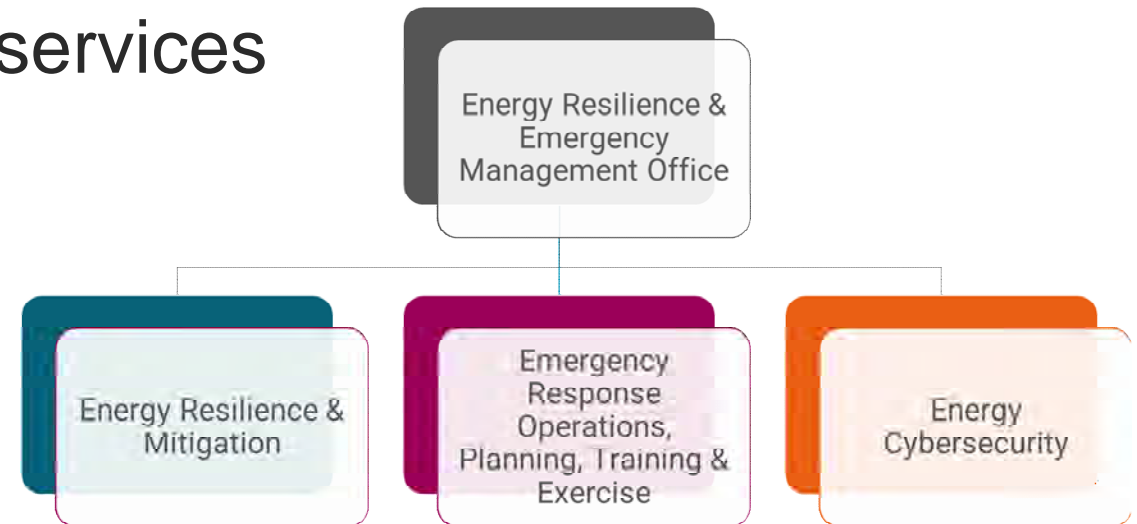 services
Energy Resilience &
Emergency
Management Office
Energy Resilience &
Mitigation
Emergency
Response
Operations,
Planning, Training &
Exercise
Energy
Cybersecurity